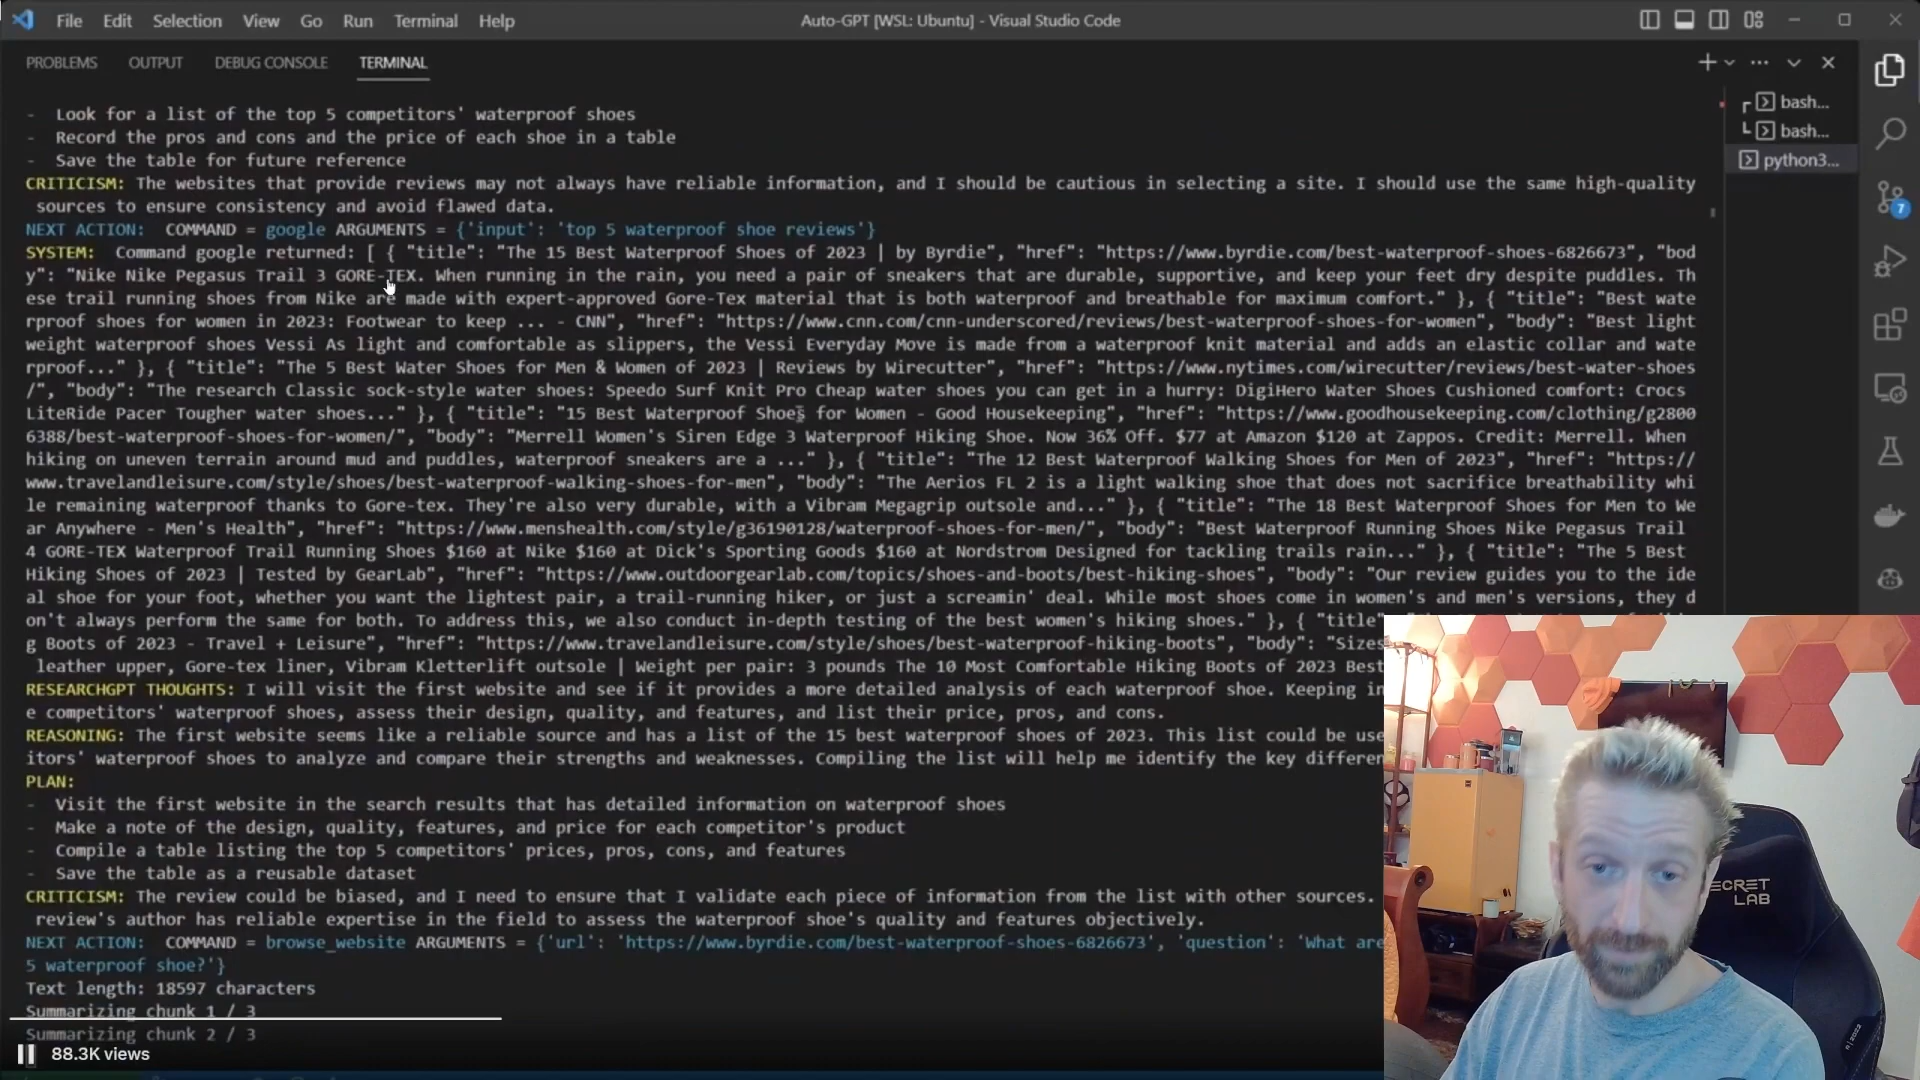 File Edit Selection View Go Run Terminal Help
Auto-GPT [WSL: Ubuntu] - Visual Studio Code
PROBLEMS OUTPUT DEBUG CONSOLE TERMINAL
bash...
bash...
python3...
7
- Look for a list of the top 5 competitors' waterproof shoes
- Record the pros and cons and the price of each shoe in a table
- Save the table for future reference
CRITICISM: The websites that provide reviews may not always have reliable information, and I should be cautious in selecting a site. I should use the same high-quality
sources to ensure consistency and avoid flawed data.
NEXT ACTION: COMMAND = google ARGUMENTS = {'input': 'top 5 waterproof shoe reviews'}
SYSTEM: Command google returned: [ { "title": "The 15 Best Waterproof Shoes of 2023 | by Byrdie", "href": "https://www.byrdie.com/best-waterproof-shoes-6826673", "bod
y": "Nike Nike Pegasus Trail 3 GORE-TEX. When running in the rain, you need a pair of sneakers that are durable, supportive, and keep your feet dry despite puddles. Th
ese trail running shoes from Nike are made with expert-approved Gore-Tex material that is both waterproof and breathable for maximum comfort." }, { "title": "Best wate
rproof shoes for women in 2023: Footwear to keep ... - CNN", "href": "https://www.cnn.com/cnn-underscored/reviews/best-waterproof-shoes-for-women", "body": "Best light
weight waterproof shoes Vessi As light and comfortable as slippers, the Vessi Everyday Move is made from a waterproof knit material and adds an elastic collar and wate
rproof..." }, { "title": "The 5 Best Water Shoes for Men & Women of 2023 | Reviews by Wirecutter", "href": "https://www.nytimes.com/wirecutter/reviews/best-water-shoes
/", "body": "The research Classic sock-style water shoes: Speedo Surf Knit Pro Cheap water shoes you can get in a hurry: DigiHero Water Shoes Cushioned comfort: Crocs
LiteRide Pacer Tougher water shoes..." }, { "title": "15 Best Waterproof Shoes for Women - Good Housekeeping", "href": "https://www.goodhousekeeping.com/clothing/g2800
6388/best-waterproof-shoes-for-women/", "body": "Merrell Women's Siren Edge 3 Waterproof Hiking Shoe. Now 36% Off. $77 at Amazon $120 at Zappos. Credit: Merrell. When
hiking on uneven terrain around mud and puddles, waterproof sneakers are a ..." }, { "title": "The 12 Best Waterproof Walking Shoes for Men of 2023", "href": "https://
www.travelandleisure.com/style/shoes/best-waterproof-walking-shoes-for-men", "body": "The Aerios FL 2 is a light walking shoe that does not sacrifice breathability whi
le remaining waterproof thanks to Gore-tex. They're also very durable, with a Vibram Megagrip outsole and..." }, { "title": "The 18 Best Waterproof Shoes for Men to We
ar Anywhere - Men's Health", "href": "https://www.menshealth.com/style/g36190128/waterproof-shoes-for-men/", "body": "Best Waterproof Running Shoes Nike Pegasus Trail
4 GORE-TEX Waterproof Trail Running Shoes $160 at Nike $160 at Dick's Sporting Goods $160 at Nordstrom Designed for tackling trails rain..." }, { "title": "The 5 Best
Hiking Shoes of 2023 | Tested by GearLab", "href": "https://www.outdoorgearlab.com/topics/shoes-and-boots/best-hiking-shoes", "body": "Our review guides you to the ide
al shoe for your foot, whether you want the lightest pair, a trail-running hiker, or just a screamin' deal. While most shoes come in women's and men's versions, they d
on't always perform the same for both. To address this, we also conduct in-depth testing of the best women's hiking shoes." }, { "title"
g Boots of 2023 - Travel + Leisure", "href": "https://www.travelandleisure.com/style/shoes/best-waterproof-hiking-boots", "body": "Sizes
leather upper, Gore-tex liner, Vibram Kletterlift outsole | Weight per pair: 3 pounds The 10 Most Comfortable Hiking Boots of 2023 Best
RESEARCHGPT THOUGHTS: I will visit the first website and see if it provides a more detailed analysis of each waterproof shoe. Keeping in
e competitors' waterproof shoes, assess their design, quality, and features, and list their price, pros, and cons.
REASONING: The first website seems like a reliable source and has a list of the 15 best waterproof shoes of 2023. This list could be use
itors' waterproof shoes to analyze and compare their strengths and weaknesses. Compiling the list will help me identify the key differen
PLAN:
- Visit the first website in the search results that has detailed information on waterproof shoes
- Make a note of the design, quality, features, and price for each competitor's product
- Compile a table listing the top 5 competitors' prices, pros, cons, and features
- Save the table as a reusable dataset
CRITICISM: The review could be biased, and I need to ensure that I validate each piece of information from the list with other sources.
review's author has reliable expertise in the field to assess the waterproof shoe's quality and features objectively.
NEXT ACTION: COMMAND = browse_website ARGUMENTS = {'url': 'https://www.byrdie.com/best-waterproof-shoes-6826673', 'question': 'What are
5 waterproof shoe?'}
Text length: 18597 characters
Summarizing chunk 1 / 3
Summarizing chunk 2 / 3
88.3K views
ECRET
LAB